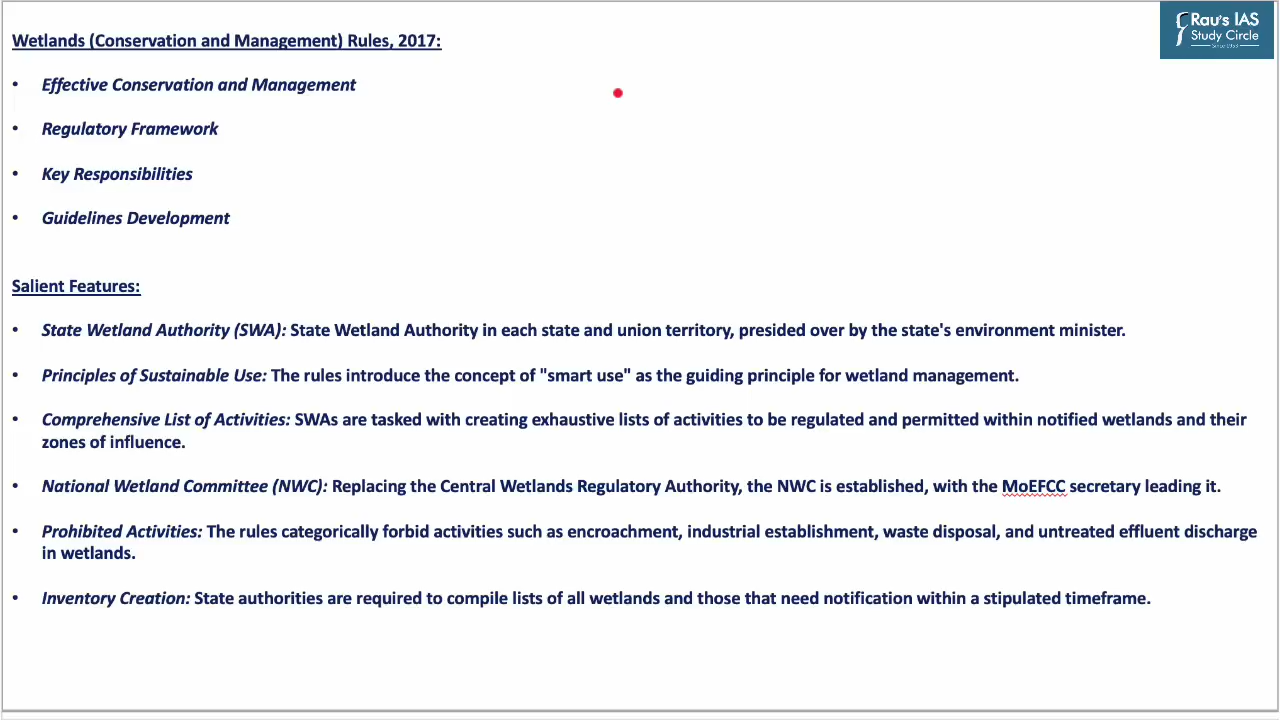 Rau's IAS
Study Circle
Since 1953
Wetlands (Conservation and Management) Rules, 2017:
• Effective Conservation and Management
• Regulatory Framework
• Key Responsibilities
• Guidelines Development
Salient Features:
• State Wetland Authority (SWA): State Wetland Authority in each state and union territory, presided over by the state's environment minister.
• Principles of Sustainable Use: The rules introduce the concept of "smart use" as the guiding principle for wetland management.
• Comprehensive List of Activities: SWAs are tasked with creating exhaustive lists of activities to be regulated and permitted within notified wetlands and their
zones of influence.
• National Wetland Committee (NWC): Replacing the Central Wetlands Regulatory Authority, the NWC is established, with the MoEFCC secretary leading it.
• Prohibited Activities: The rules categorically forbid activities such as encroachment, industrial establishment, waste disposal, and untreated effluent discharge
in wetlands.
• Inventory Creation: State authorities are required to compile lists of all wetlands and those that need notification within a stipulated timeframe.